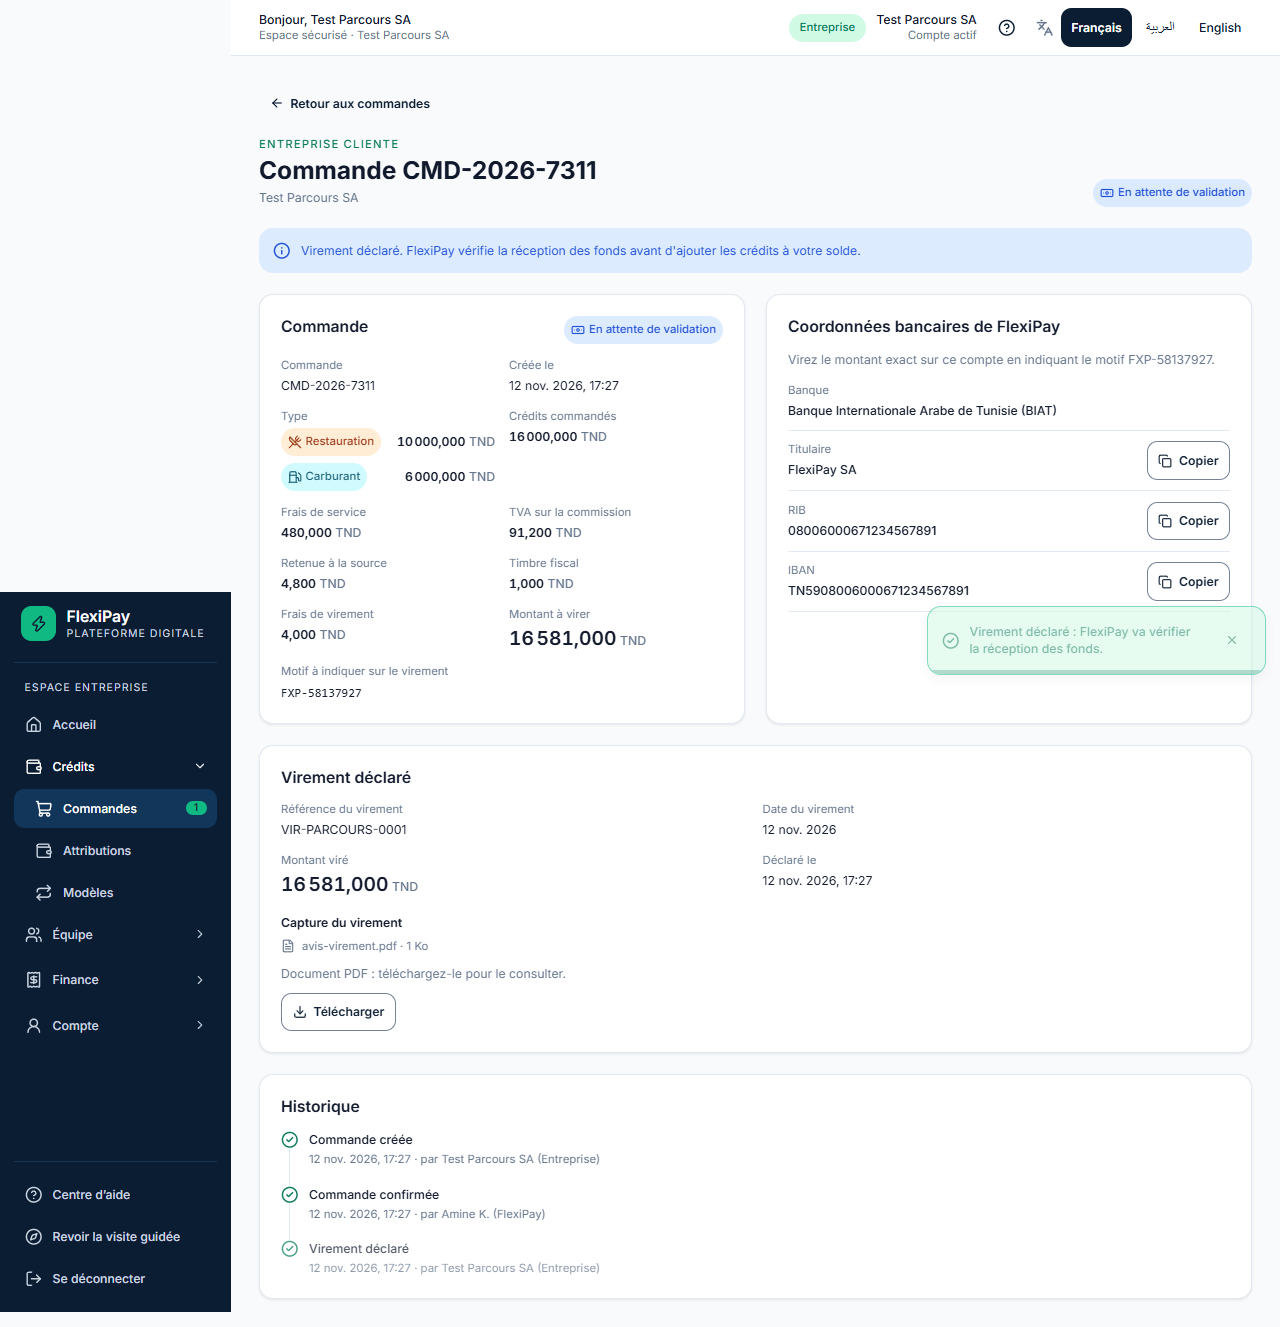 Bonjour, Test Parcours SA
Espace sécurisé · Test Parcours SA
Entreprise
Test Parcours SA
Compte actif
Français
العربية
English
Retour aux commandes
ENTREPRISE CLIENTE
Commande CMD-2026-7311
Test Parcours SA
En attente de validation
Virement déclaré. FlexiPay vérifie la réception des fonds avant d'ajouter les crédits à votre solde.
Commande
En attente de validation
Commande
CMD-2026-7311
Créée le
12 nov. 2026, 17:27
Type
Restauration 10 000,000 TND
Carburant 6 000,000 TND
Crédits commandés
16 000,000 TND
Frais de service
480,000 TND
TVA sur la commission
91,200 TND
Retenue à la source
4,800 TND
Timbre fiscal
1,000 TND
Frais de virement
4,000 TND
Montant à virer
16 581,000 TND
Motif à indiquer sur le virement
FXP-58137927
Coordonnées bancaires de FlexiPay
Virez le montant exact sur ce compte en indiquant le motif FXP-58137927.
Banque
Banque Internationale Arabe de Tunisie (BIAT)
Titulaire
FlexiPay SA
Copier
RIB
08006000671234567891
Copier
IBAN
TN5908006000671234567891
Copier
Virement déclaré : FlexiPay va vérifier
la réception des fonds.
Virement déclaré
Référence du virement
VIR-PARCOURS-0001
Date du virement
12 nov. 2026
Montant viré
16 581,000 TND
Déclaré le
12 nov. 2026, 17:27
Capture du virement
avis-virement.pdf · 1 Ko
Document PDF : téléchargez-le pour le consulter.
Télécharger
Historique
Commande créée
12 nov. 2026, 17:27 · par Test Parcours SA (Entreprise)
Commande confirmée
12 nov. 2026, 17:27 · par Amine K. (FlexiPay)
Virement déclaré
12 nov. 2026, 17:27 · par Test Parcours SA (Entreprise)
FlexiPay
PLATEFORME DIGITALE
ESPACE ENTREPRISE
Accueil
Crédits
Commandes 1
Attributions
Modèles
Équipe
Finance
Compte
Centre d'aide
Revoir la visite guidée
Se déconnecter